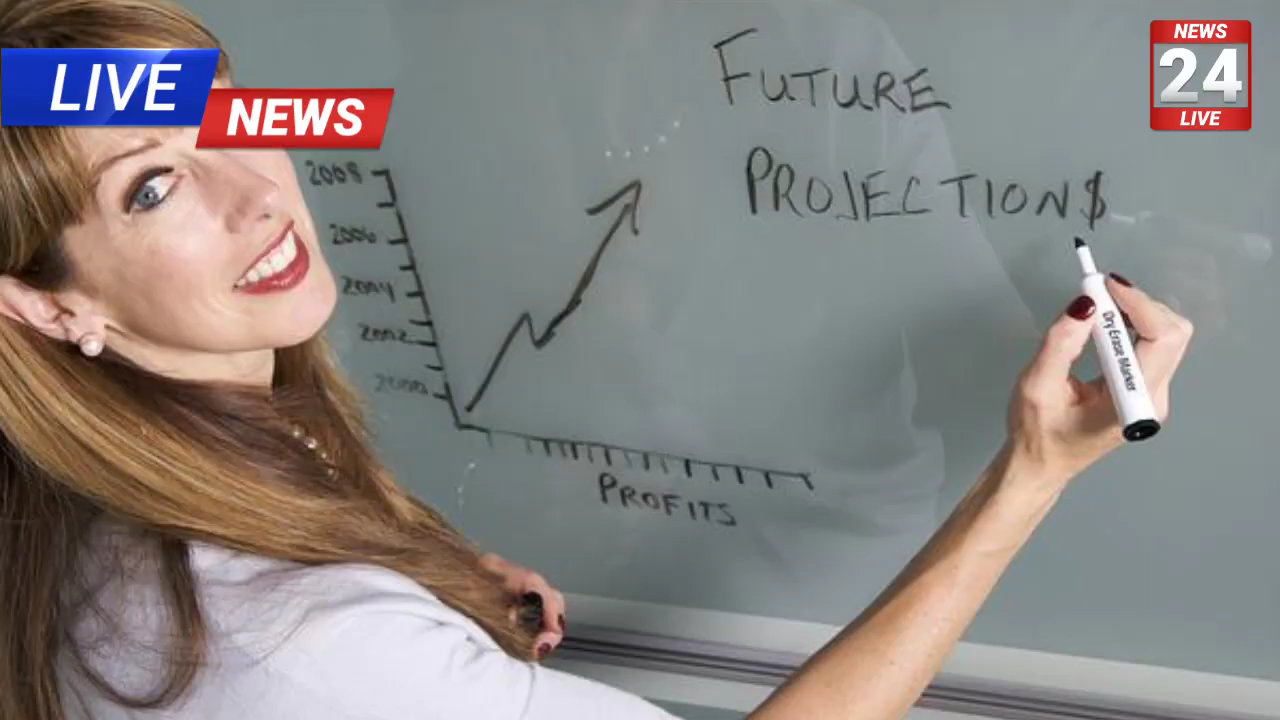 LIVE
NEWS
NEWS
24
LIVE
FUTURE
PROJECTION$
2008
2006
2004
2002
2000
PROFITS
Dry Erase Marker